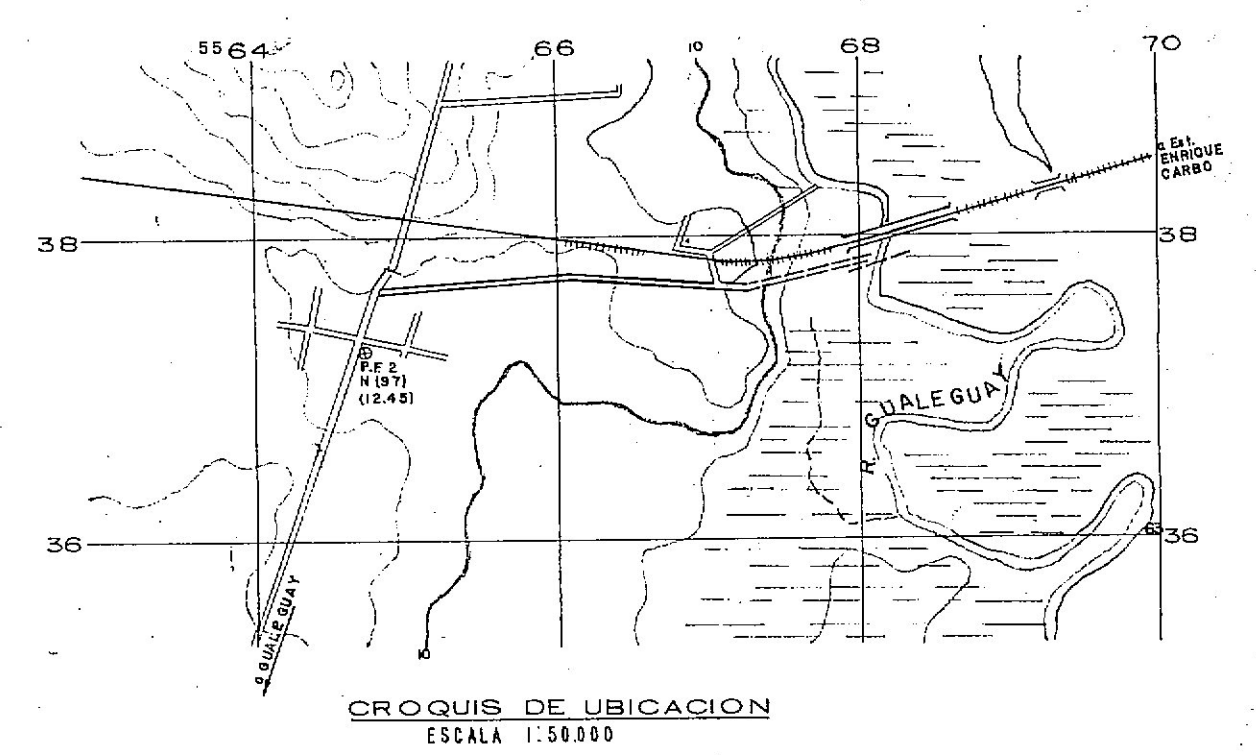 55 64
66
10
68
70
a Est.
ENRIQUE
CARBO
38
38
P.F. 2
N (97)
(12.45)
R. GUALEGUAY
36
63 36
a GUALEGUAY
10
CROQUIS DE UBICACION
ESCALA 1:50.000